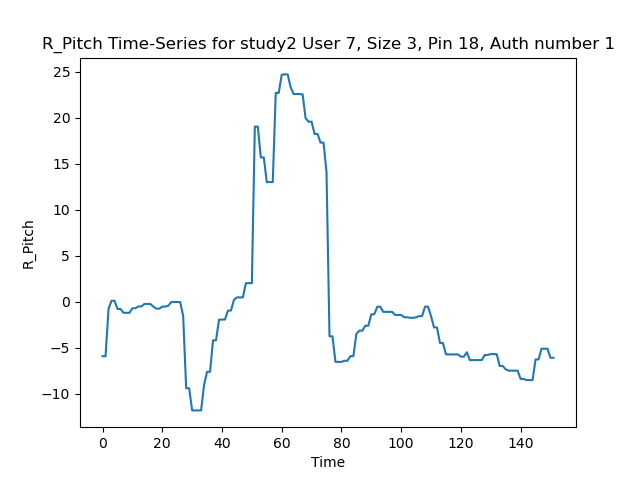 R_Pitch Time-Series for study2 User 7, Size 3, Pin 18, Auth number 1
25
20
15
10
5
0
−5
−10
R_Pitch
0 20 40 60 80 100 120 140
Time